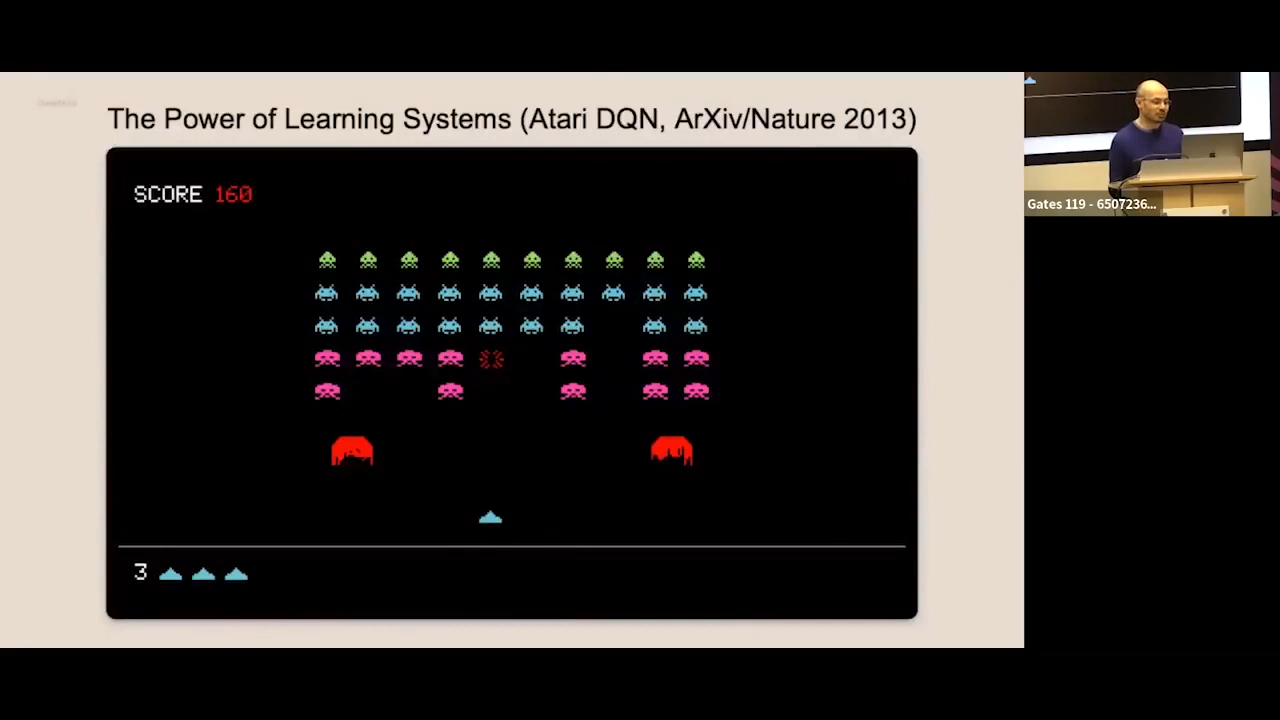 The Power of Learning Systems (Atari DQN, ArXiv/Nature 2013)
SCORE 160
3
Gates 119 - 6507236...